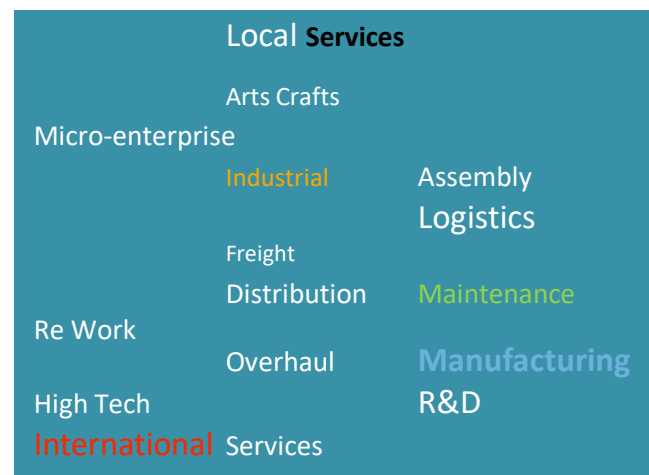 Local Services
Arts Crafts
Micro-enterprise
Industrial Assembly
Logistics
Freight
Distribution Maintenance
Re Work
Overhaul Manufacturing
High Tech R&D
International Services